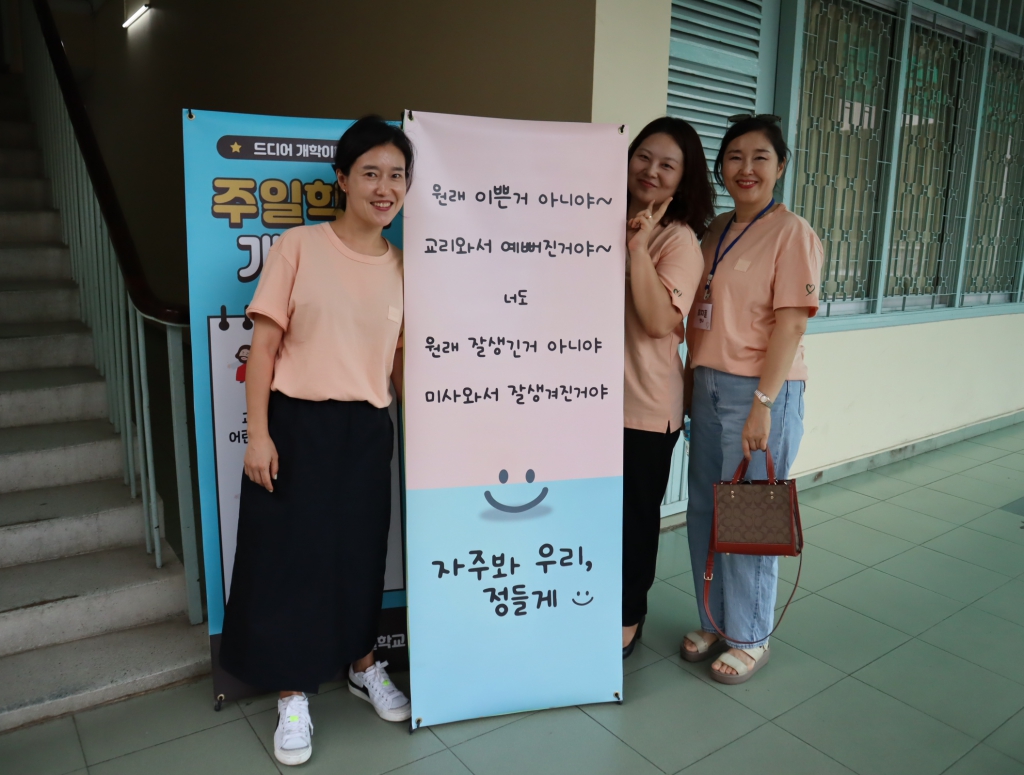 드디어 개학이
주일학
개
어린
학교
원래 이쁜거 아니야~
교리와서 예뻐진거야~
너도
원래 잘생긴거 아니야
미사와서 잘생겨진거야
자주봐 우리,
정들게